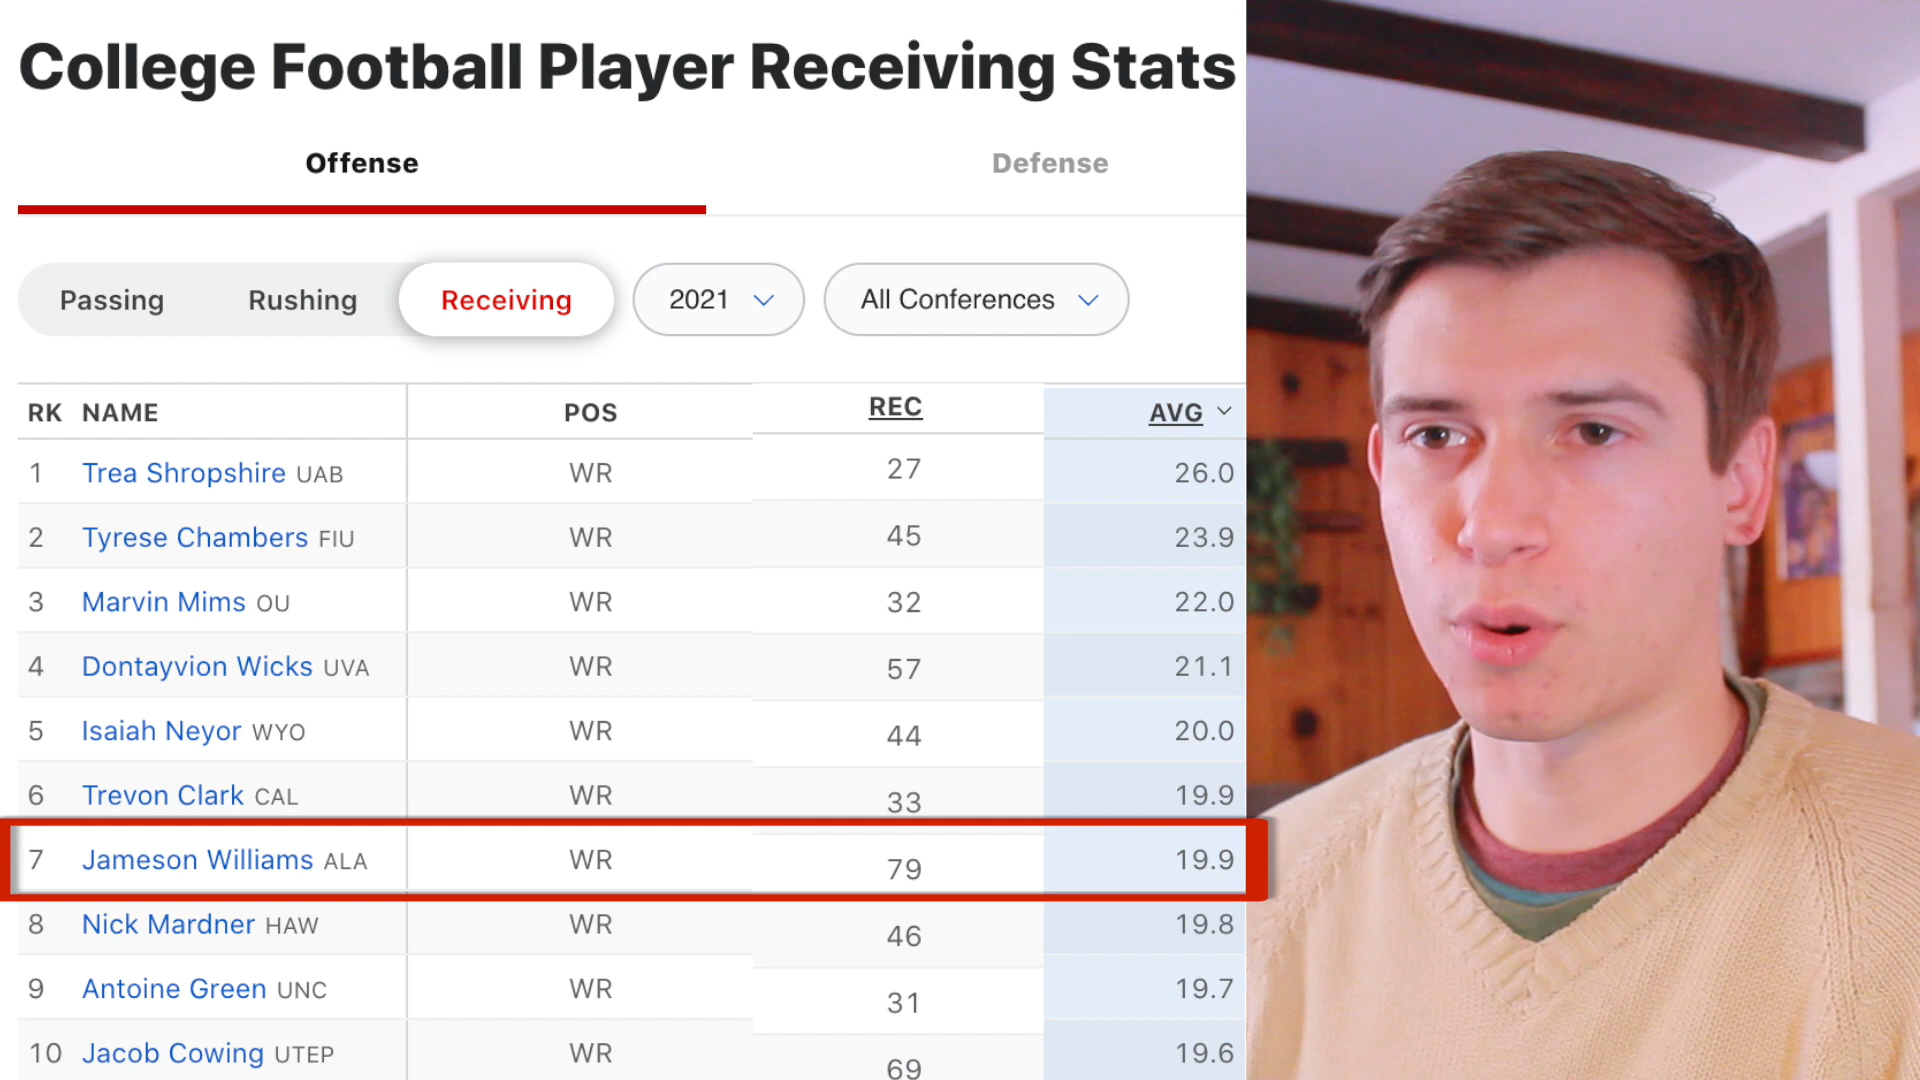 College Football Player Receiving Stats
Offense Defense
Passing Rushing Receiving 2021 All Conferences
RK NAME POS REC AVG
1 Trea Shropshire UAB WR 27 26.0
2 Tyrese Chambers FIU WR 45 23.9
3 Marvin Mims OU WR 32 22.0
4 Dontayvion Wicks UVA WR 57 21.1
5 Isaiah Neyor WYO WR 44 20.0
6 Trevon Clark CAL WR 33 19.9
7 Jameson Williams ALA WR 79 19.9
8 Nick Mardner HAW WR 46 19.8
9 Antoine Green UNC WR 31 19.7
10 Jacob Cowing UTEP WR 69 19.6